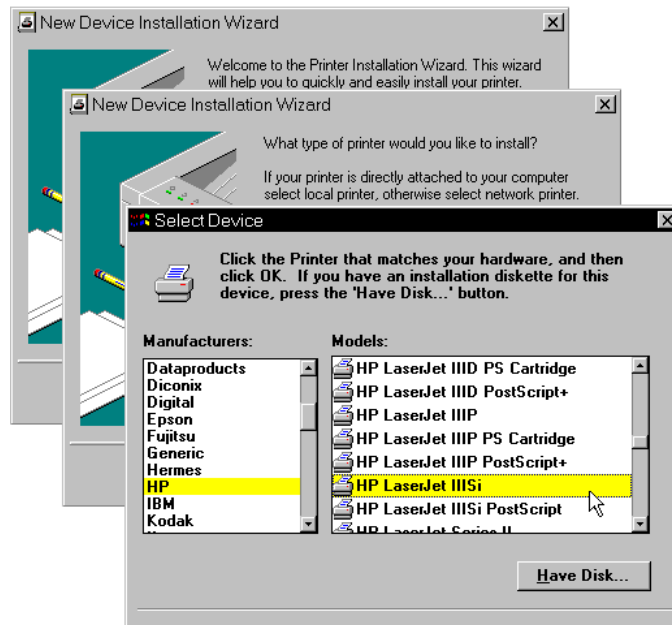 New Device Installation Wizard
Welcome to the Printer Installation Wizard. This wizard
will help you to quickly and easily install your printer.
New Device Installation Wizard
What type of printer would you like to install?
If your printer is directly attached to your computer
select local printer, otherwise select network printer.
Select Device
Click the Printer that matches your hardware, and then
click OK. If you have an installation diskette for this
device, press the 'Have Disk...' button.
Manufacturers:
Dataproducts
Diconix
Digital
Epson
Fujitsu
Generic
Hermes
HP
IBM
Kodak
Models:
HP LaserJet IIID PS Cartridge
HP LaserJet IIID PostScript+
HP LaserJet IIIP
HP LaserJet IIIP PS Cartridge
HP LaserJet IIIP PostScript+
HP LaserJet IIISi
HP LaserJet IIISi PostScript
HP LaserJet Series II
Have Disk...